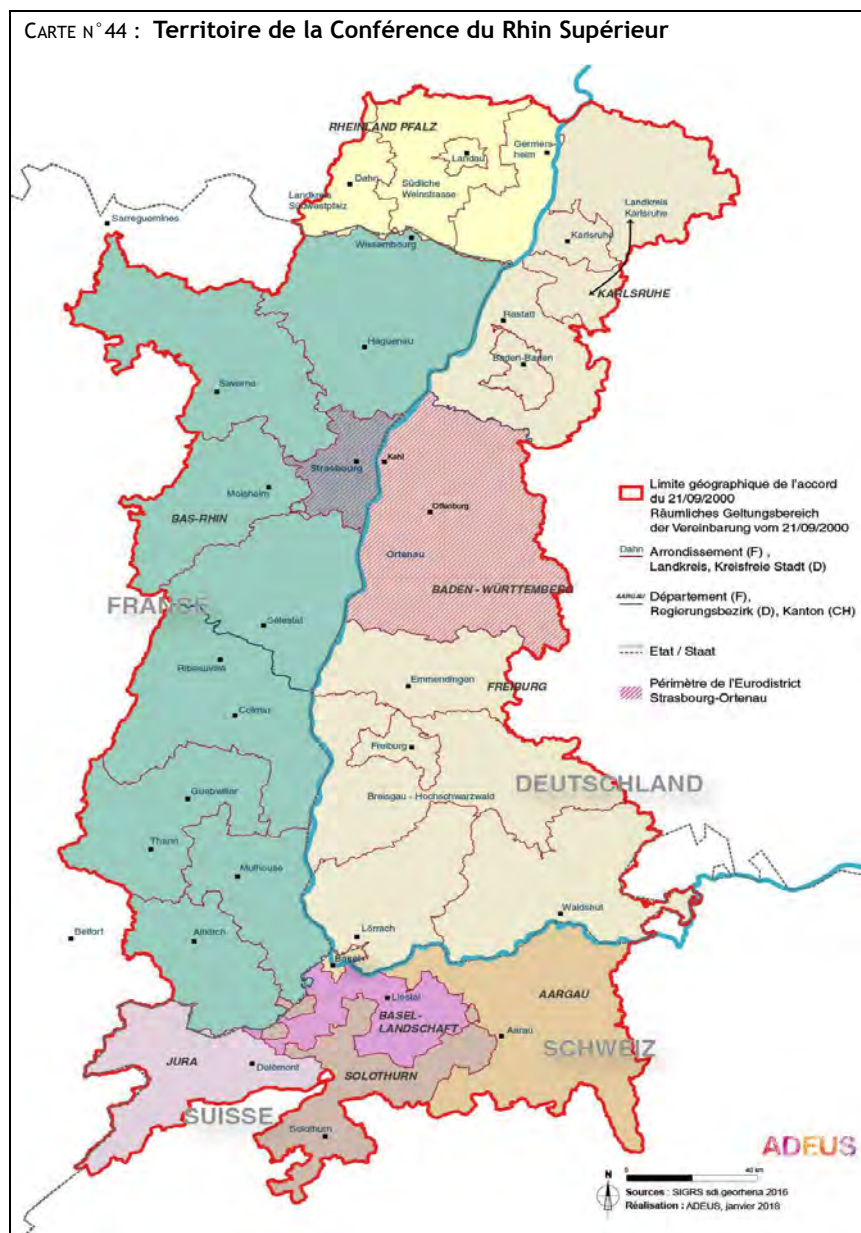 CARTE N°44 : Territoire de la Conférence du Rhin Supérieur
RHEINLAND PFALZ
Germers-
heim
Landau
Dahn
Südliche
Weinstrasse
Landkreis
Südwestpfalz
Landkreis
Karlsruhe
Sarreguemines
Wissembourg
Karlsruhe
KARLSRUHE
Rastatt
Haguenau
Baden-Baden
Saverne
Strasbourg
Kehl
Molsheim
Offenburg
BAS-RHIN
Ortenau
BADEN - WÜRTTEMBERG
FRANCE
Sélestat
Ribeauvillé
Emmendingen
FREIBURG
Colmar
Freiburg
DEUTSCHLAND
Guebwiller
Breisgau - Hochschwarzwald
Thann
Mulhouse
Waldshut
Belfort
Altkirch
Lörrach
Basel
Liestal
AARGAU
BASEL-
LANDSCHAFT
Aarau
SCHWEIZ
JURA
Delémont
SOLOTHURN
SUISSE
Solothurn
Limite géographique de l'accord
du 21/09/2000
Räumliches Geltungsbereich
der Vereinbarung vom 21/09/2000
Dahn Arrondissement (F) ,
Landkreis, Kreisfreie Stadt (D)
AARGAU Département (F),
Regierungsbezirk (D), Kanton (CH)
Etat / Staat
Périmètre de l'Eurodistrict
Strasbourg-Ortenau
ADEUS
0 40 km
N
Sources : SIGRS sdi.georhena 2016
Réalisation : ADEUS, janvier 2018